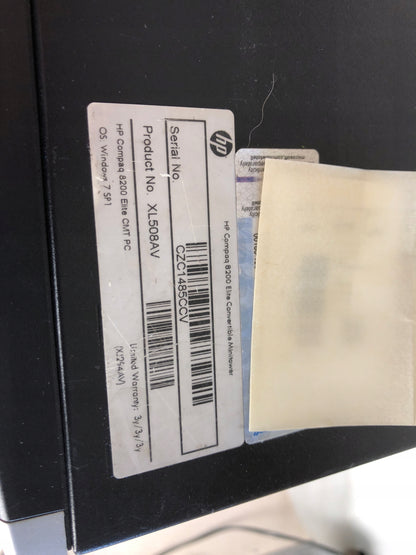 hp
HP Compaq 8200 Elite Convertible Minitower
Serial No.
CZC1485CCV
Product No. XL508AV
HP Compaq 8200 Elite CMT PC
OS: Windows 7 SP1
Limited Warranty: 3y/3y/3y
(XJ294AV)